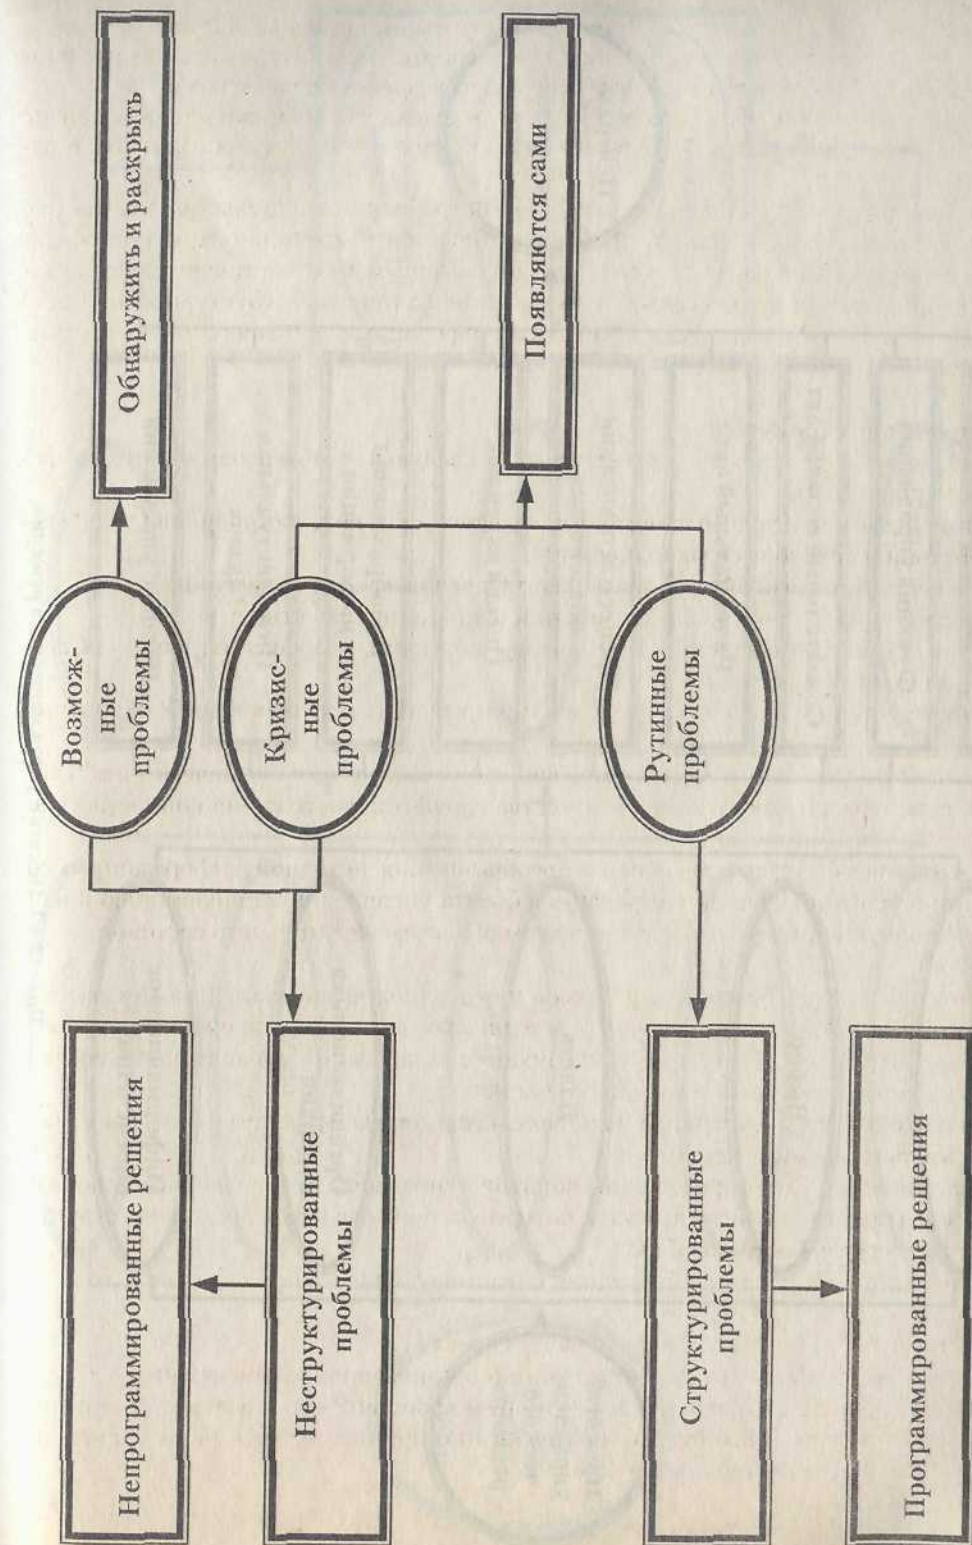 Непрограммированные решения
Возмож-
ные
проблемы
Обнаружить и раскрыть
Неструктурированные
проблемы
Кризис-
ные
проблемы
Появляются сами
Структурированные
проблемы
Рутинные
проблемы
Программированные решения